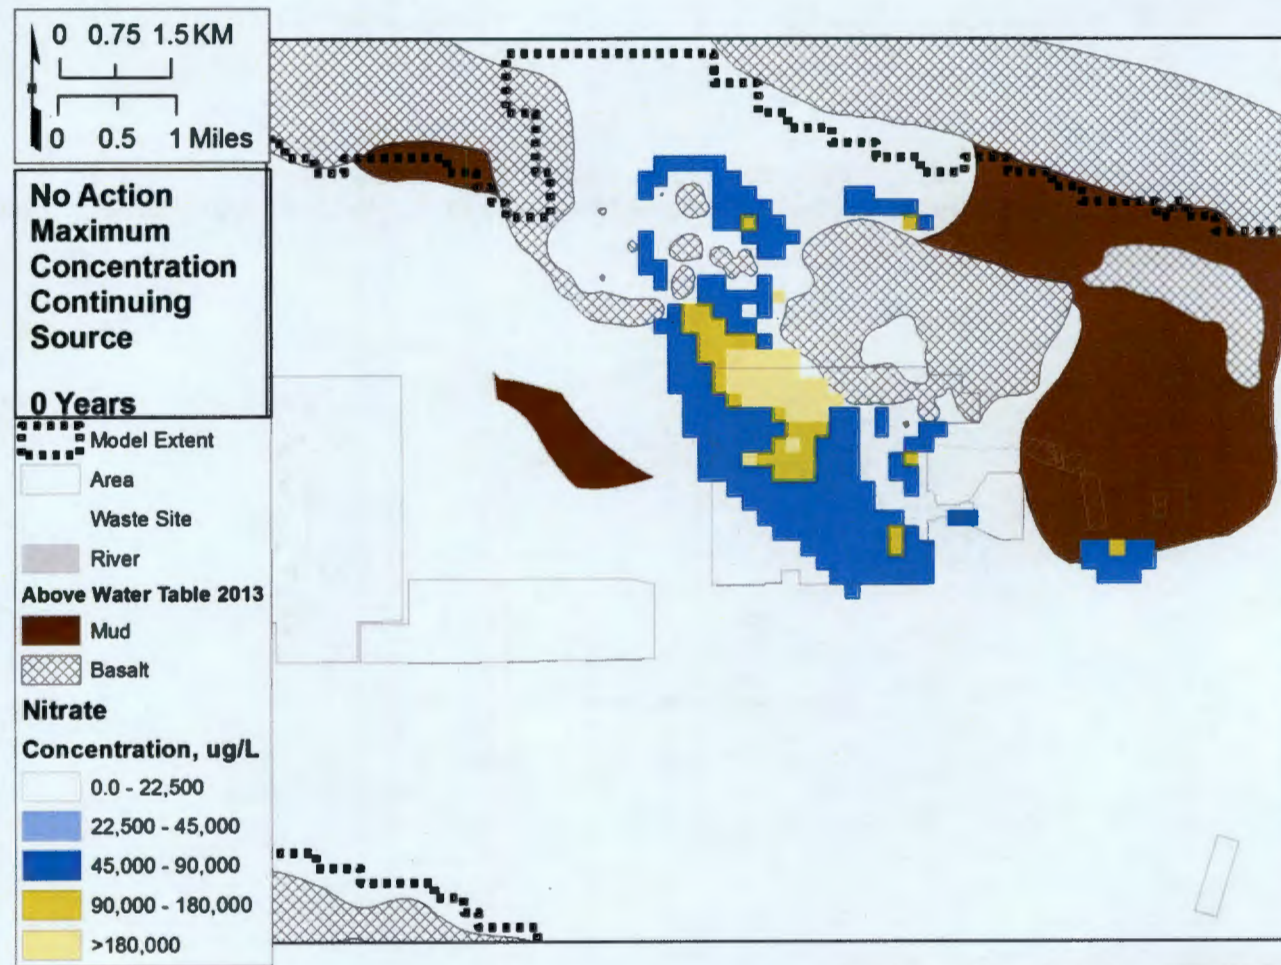 0 0.75 1.5 KM
0 0.5 1 Miles
No Action
Maximum
Concentration
Continuing
Source
0 Years
Model Extent
Area
Waste Site
River
Above Water Table 2013
Mud
Basalt
Nitrate
Concentration, ug/L
0.0 - 22,500
22,500 - 45,000
45,000 - 90,000
90,000 - 180,000
>180,000